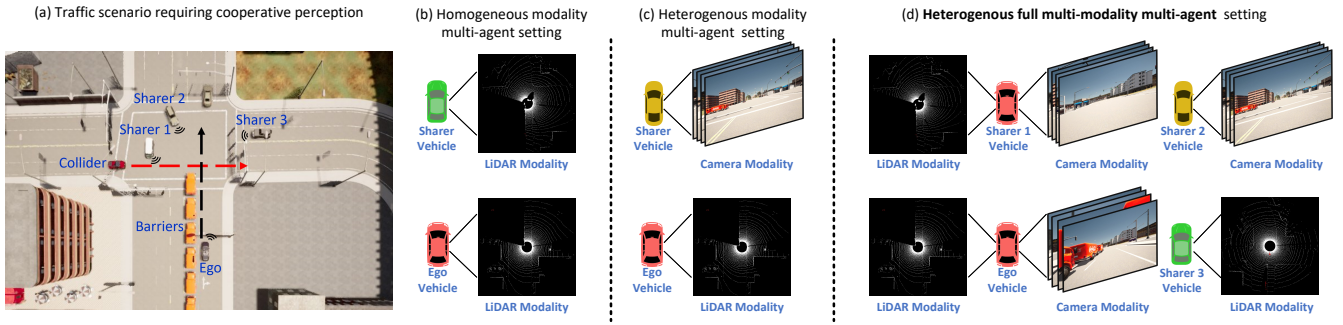 (a) Traffic scenario requiring cooperative perception
Sharer 2
Sharer 1
Sharer 3
Collider
Barriers
Ego
(b) Homogeneous modality
multi-agent setting
Sharer
Vehicle
LiDAR Modality
Ego
Vehicle
LiDAR Modality
(c) Heterogenous modality
multi-agent setting
Sharer
Vehicle
Camera Modality
Ego
Vehicle
LiDAR Modality
(d) Heterogenous full multi-modality multi-agent setting
LiDAR Modality
Sharer 1
Vehicle
Camera Modality
Sharer 2
Vehicle
Camera Modality
LiDAR Modality
Ego
Vehicle
Camera Modality
Sharer 3
Vehicle
LiDAR Modality